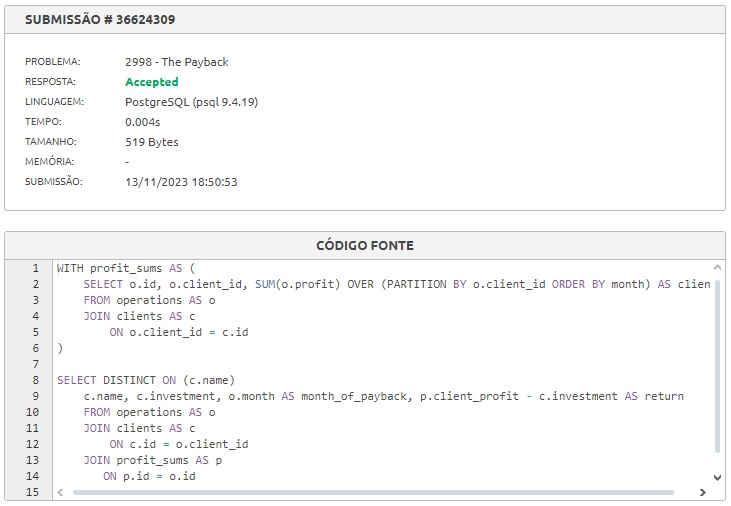 SUBMISSÃO # 36624309
PROBLEMA: 2998 - The Payback
RESPOSTA: Accepted
LINGUAGEM: PostgreSQL (psql 9.4.19)
TEMPO: 0.004s
TAMANHO: 519 Bytes
MEMÓRIA: -
SUBMISSÃO: 13/11/2023 18:50:53
CÓDIGO FONTE
1 WITH profit_sums AS (
2 SELECT o.id, o.client_id, SUM(o.profit) OVER (PARTITION BY o.client_id ORDER BY month) AS clien
3 FROM operations AS o
4 JOIN clients AS c
5 ON o.client_id = c.id
6 )
7
8 SELECT DISTINCT ON (c.name)
9 c.name, c.investment, o.month AS month_of_payback, p.client_profit - c.investment AS return
10 FROM operations AS o
11 JOIN clients AS c
12 ON c.id = o.client_id
13 JOIN profit_sums AS p
14 ON p.id = o.id
15